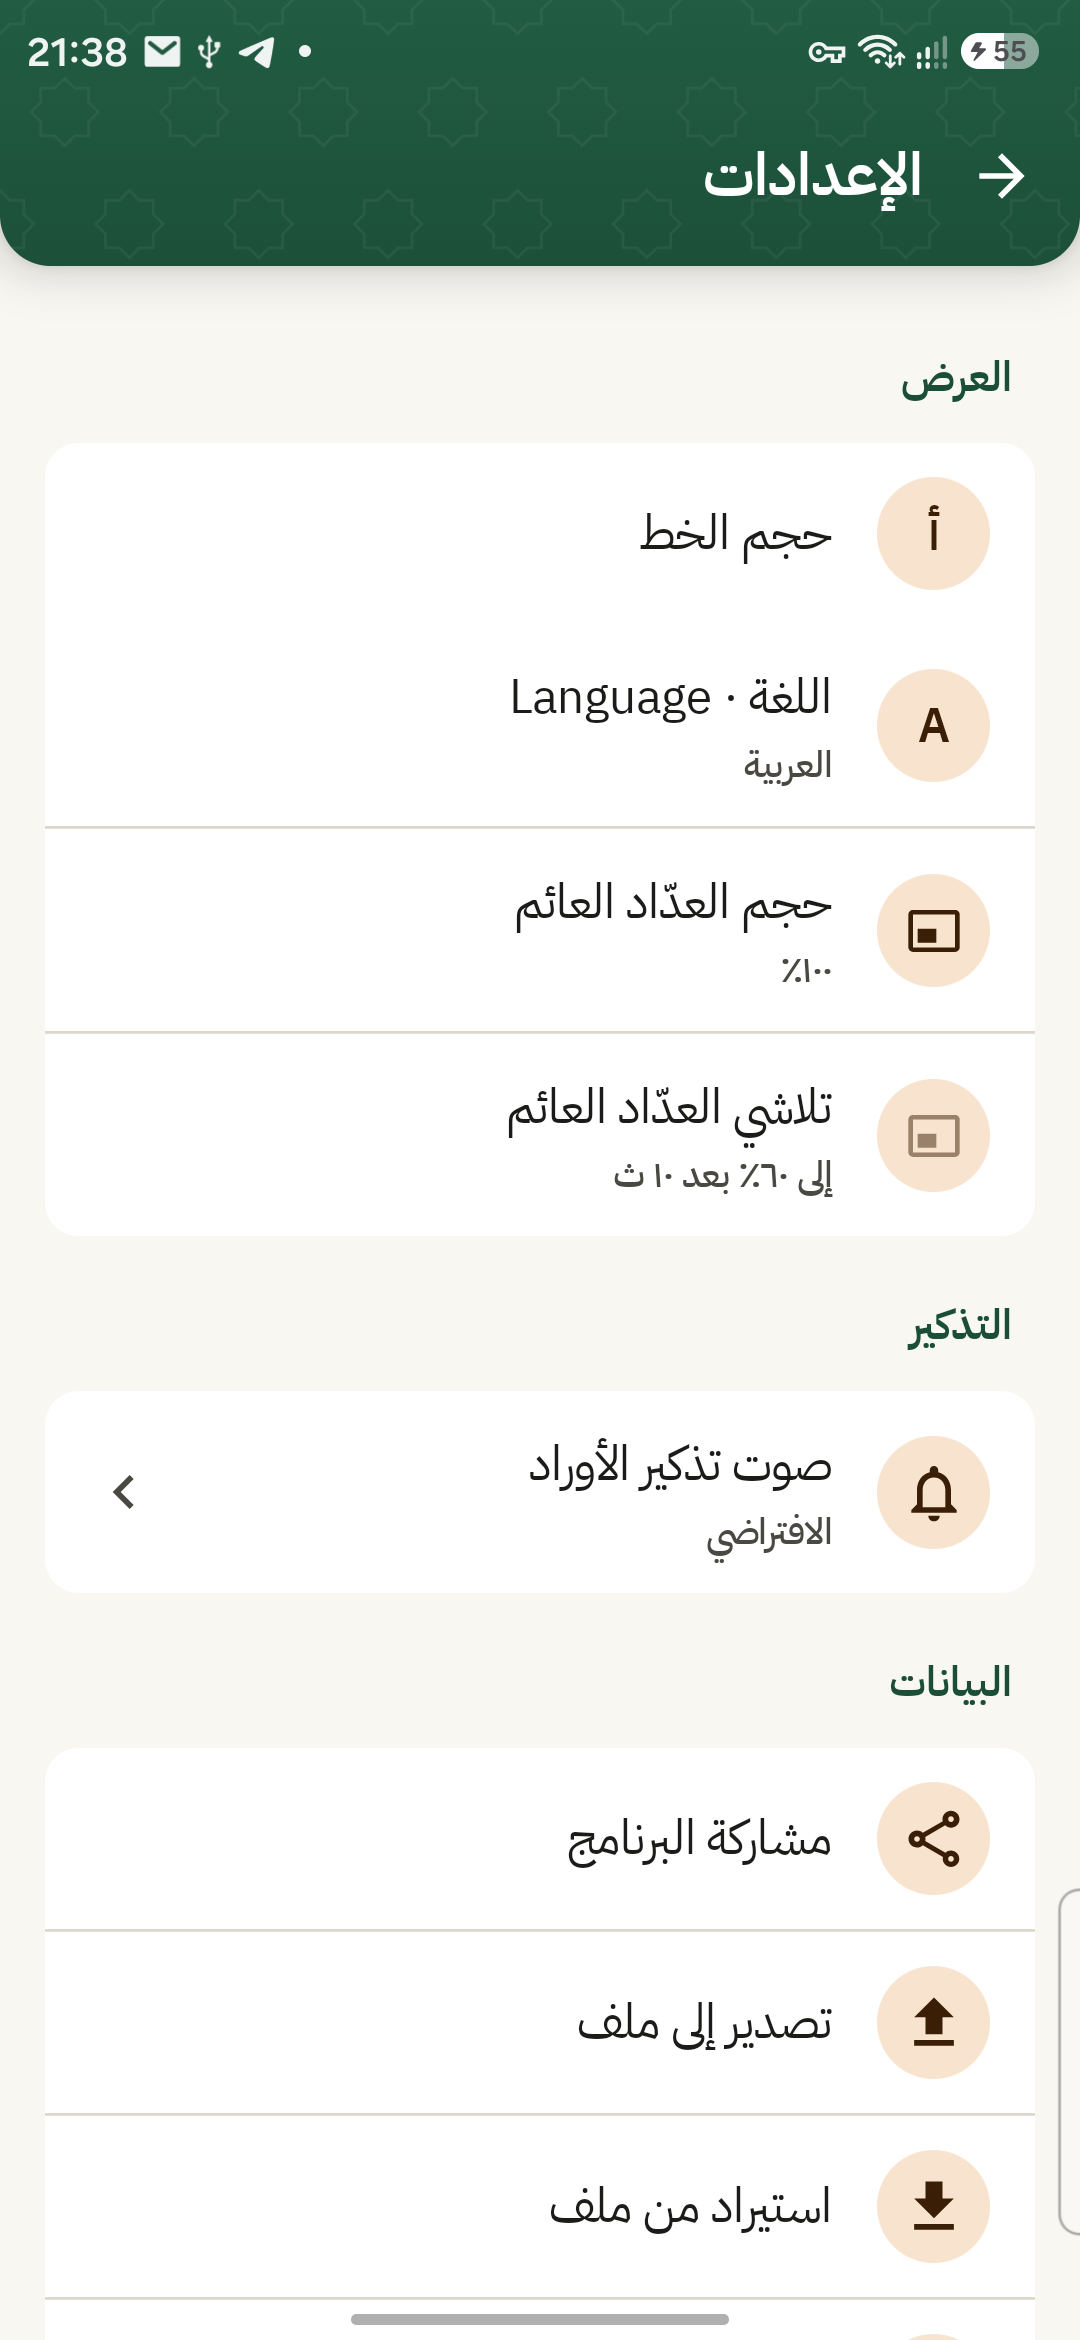 21:38
55
الإعدادات
العرض
أ
حجم الخط
A
اللغة · Language
العربية
حجم العدّاد العائم
١٠٠٪
تلاشي العدّاد العائم
إلى ٦٠٪ بعد ١٠ ث
التذكير
صوت تذكير الأوراد
الافتراضي
البيانات
مشاركة البرنامج
تصدير إلى ملف
استيراد من ملف